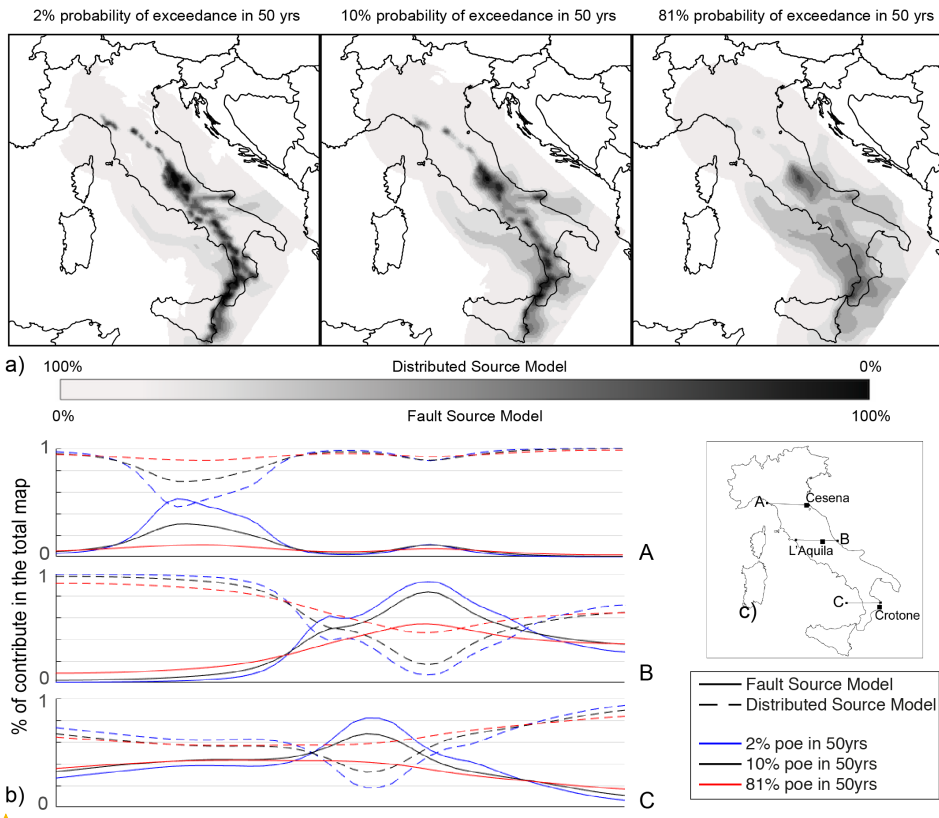 2% probability of exceedance in 50 yrs
10% probability of exceedance in 50 yrs
81% probability of exceedance in 50 yrs
a)
100%
Distributed Source Model
0%
0%
Fault Source Model
100%
% of contribute in the total map
1
0
A
1
0
B
1
0
C
b)
A
Cesena
L'Aquila
B
C
Crotone
c)
Fault Source Model
Distributed Source Model
2% poe in 50yrs
10% poe in 50yrs
81% poe in 50yrs